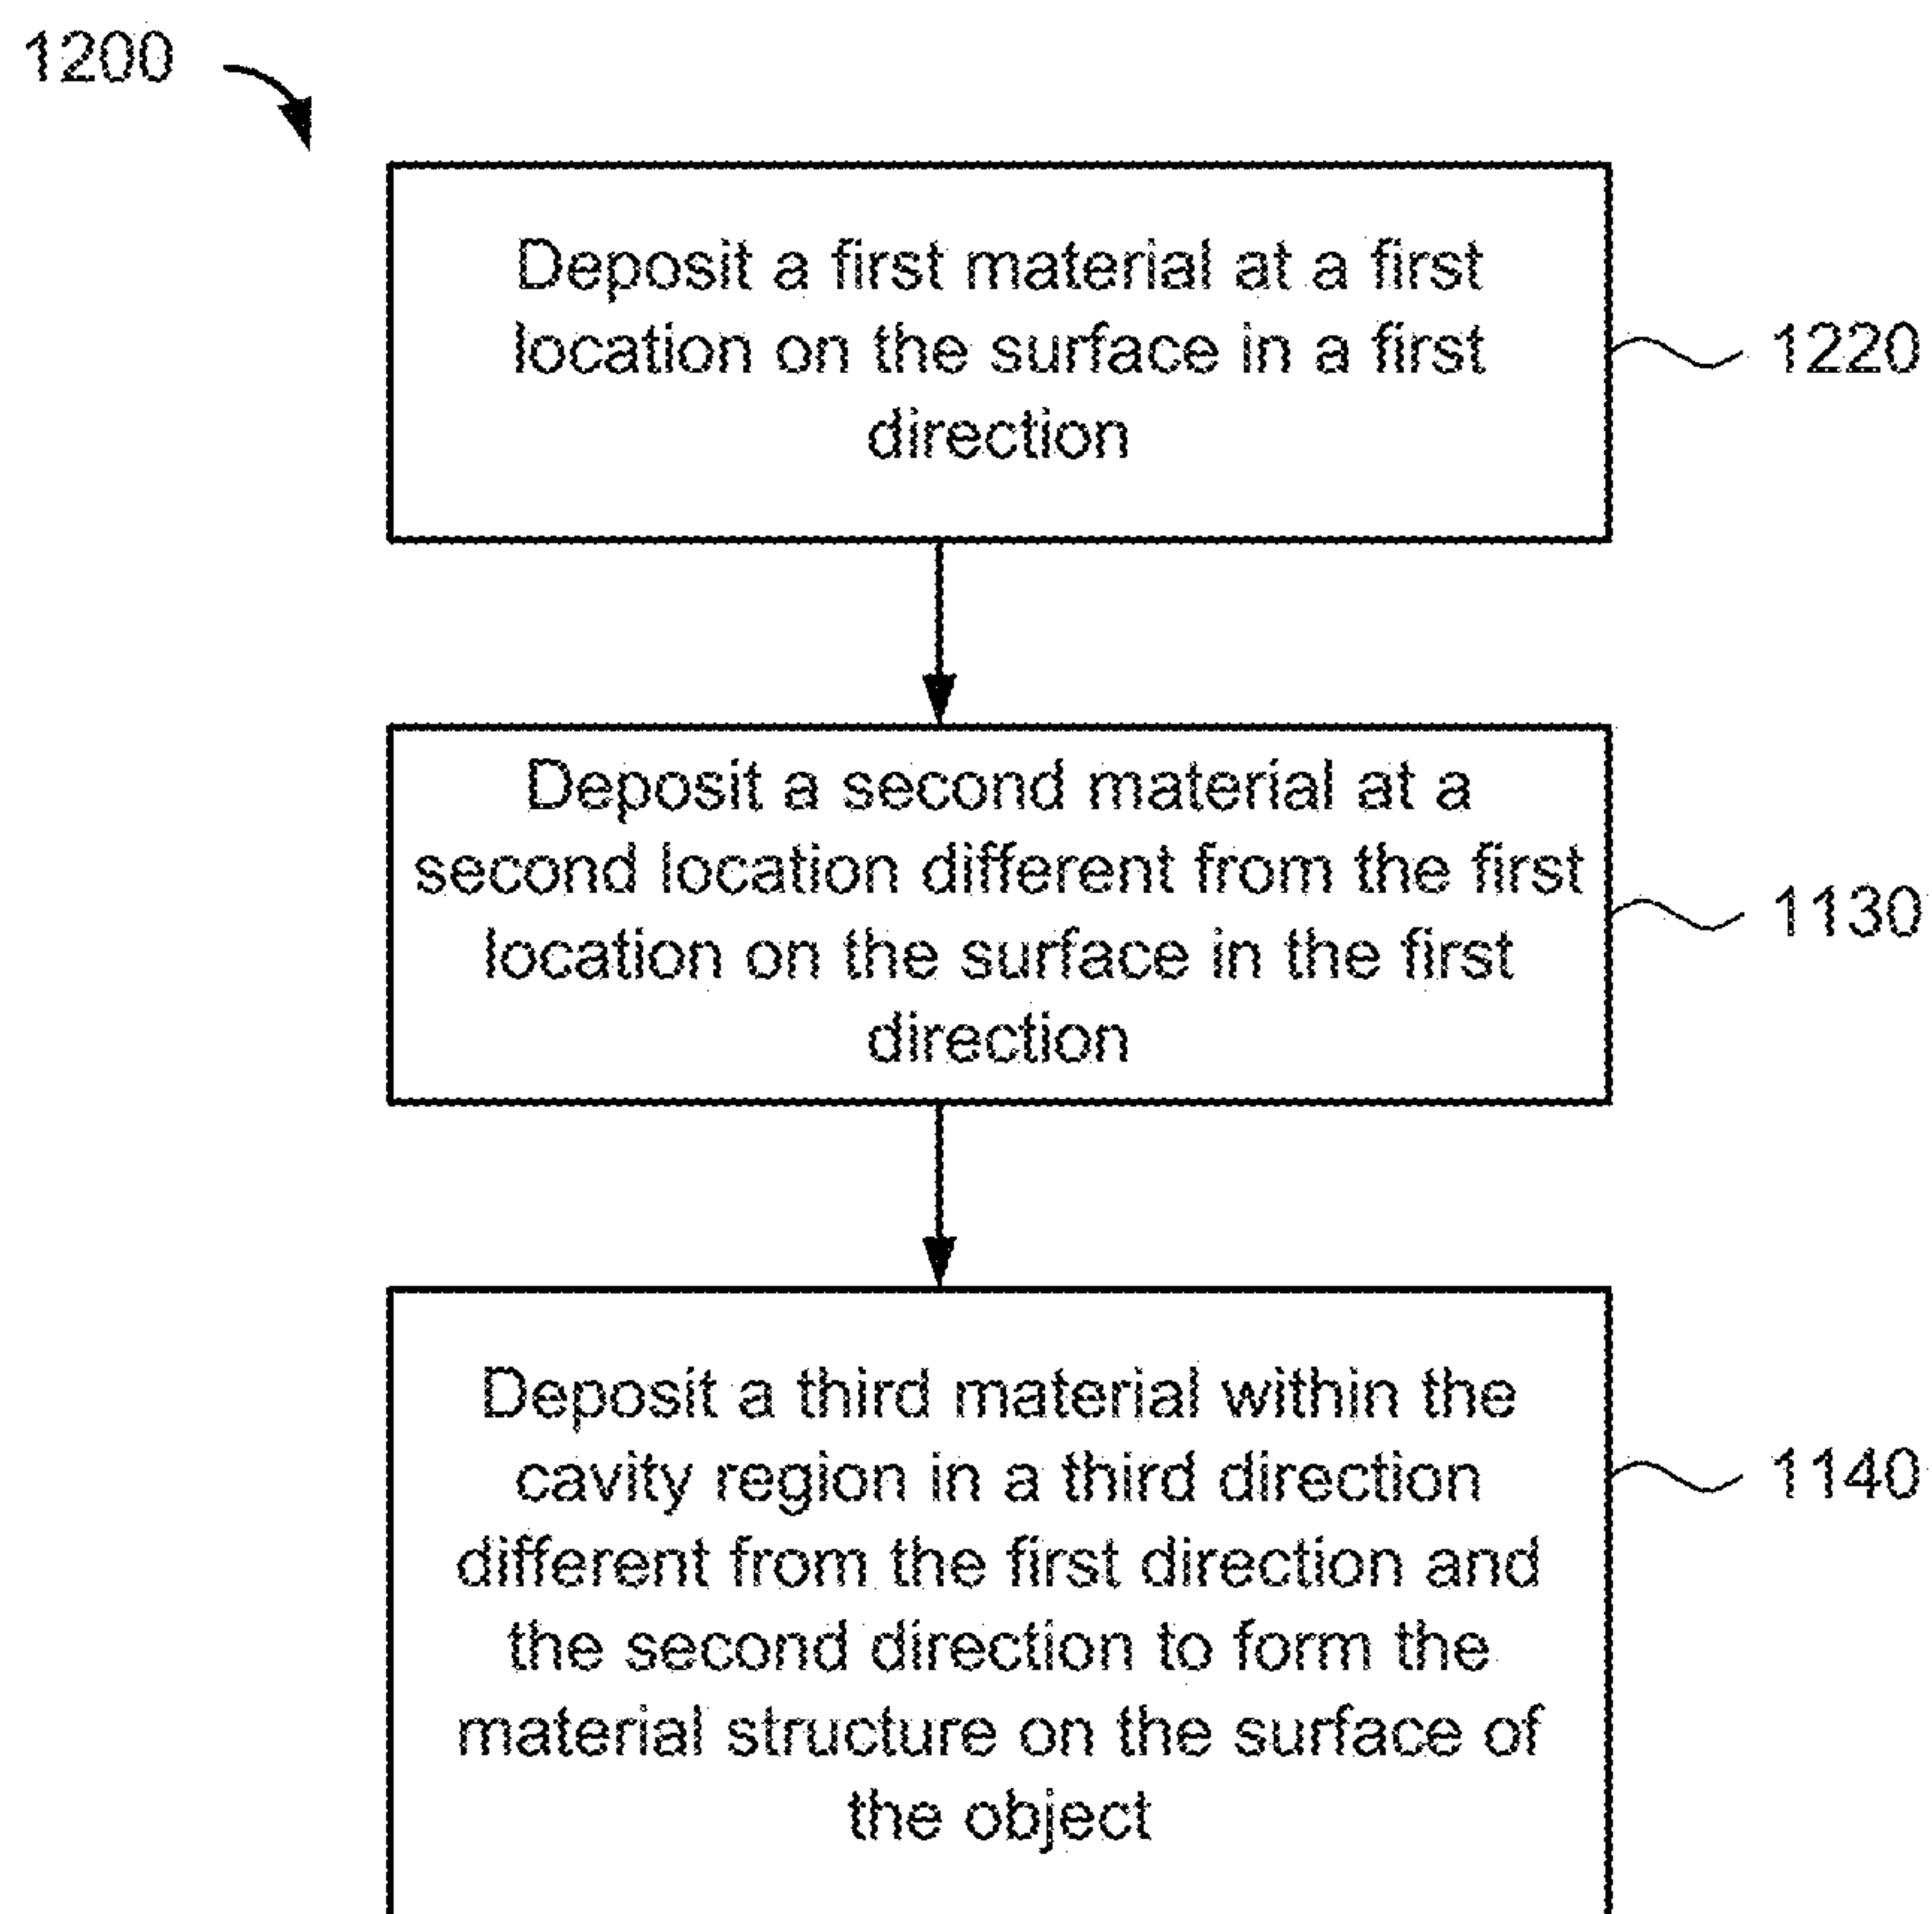 1200
Deposit a first material at a first
location on the surface in a first
direction
1220
Deposit a second material at a
second location different from the first
location on the surface in the first
direction
1130
Deposit a third material within the
cavity region in a third direction
different from the first direction and
the second direction to form the
material structure on the surface of
the object
1140